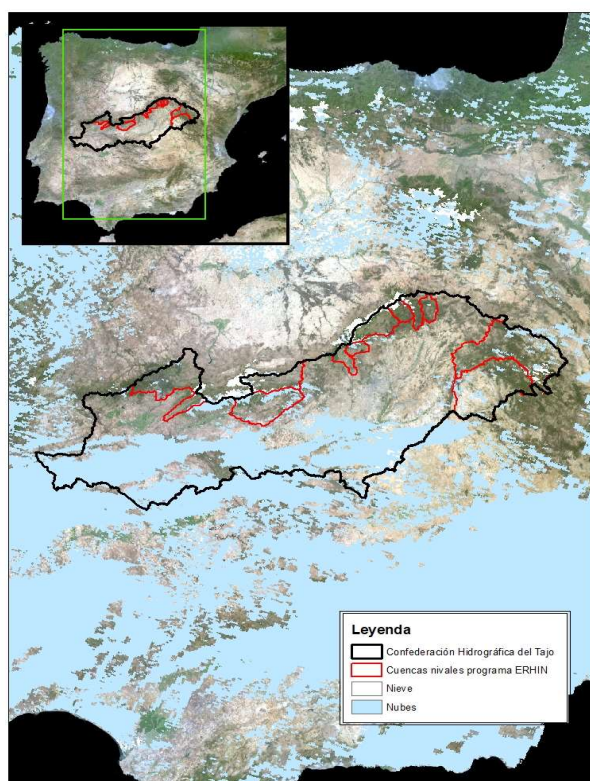 Leyenda
Confederación Hidrográfica del Tajo
Cuencas nivales programa ERHIN
Nieve
Nubes